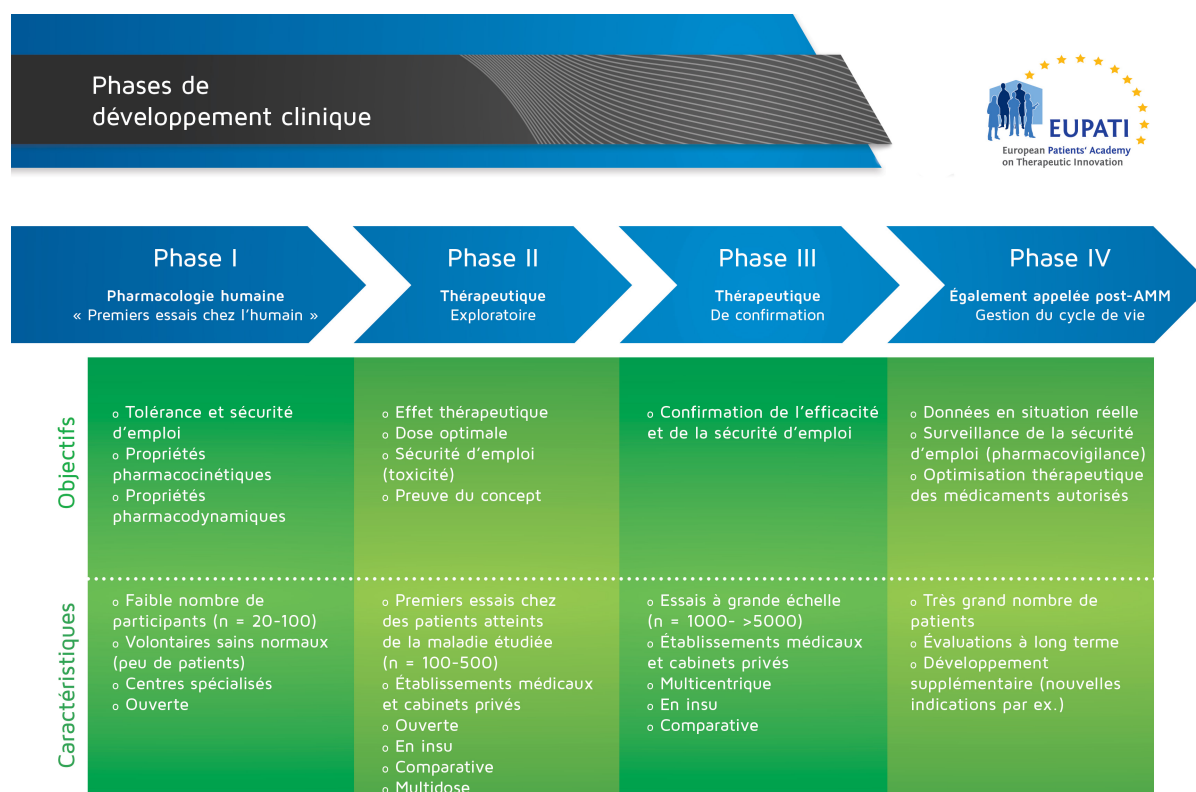 Phases de
développement clinique
EUPATI
European Patients' Academy
on Therapeutic Innovation
Phase I
Pharmacologie humaine
« Premiers essais chez l'humain »
Phase II
Thérapeutique
Exploratoire
Phase III
Thérapeutique
De confirmation
Phase IV
Également appelée post-AMM
Gestion du cycle de vie
Objectifs
o Tolérance et sécurité
d'emploi
o Propriétés
pharmacocinétiques
o Propriétés
pharmacodynamiques
o Effet thérapeutique
o Dose optimale
o Sécurité d'emploi
(toxicité)
o Preuve du concept
o Confirmation de l'efficacité
et de la sécurité d'emploi
o Données en situation réelle
o Surveillance de la sécurité
d'emploi (pharmacovigilance)
o Optimisation thérapeutique
des médicaments autorisés
Caractéristiques
o Faible nombre de
participants (n = 20-100)
o Volontaires sains normaux
(peu de patients)
o Centres spécialisés
o Ouverte
o Premiers essais chez
des patients atteints
de la maladie étudiée
(n = 100-500)
o Établissements médicaux
et cabinets privés
o Ouverte
o En insu
o Comparative
o Multidose
o Essais à grande échelle
(n = 1000- >5000)
o Établissements médicaux
et cabinets privés
o Multicentrique
o En insu
o Comparative
o Très grand nombre de
patients
o Évaluations à long terme
o Développement
supplémentaire (nouvelles
indications par ex.)